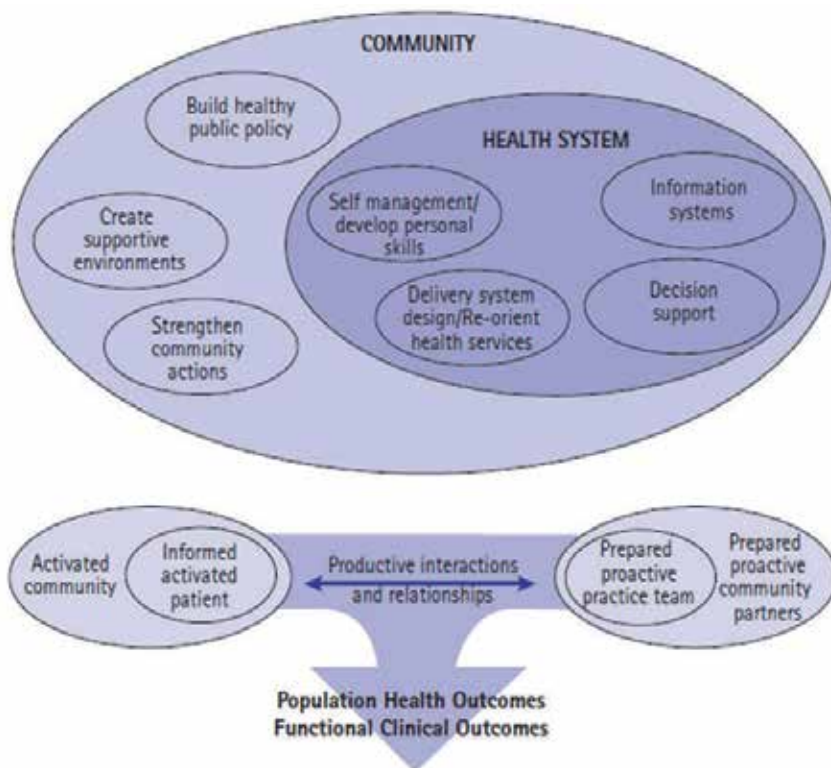 COMMUNITY
Build healthy
public policy
HEALTH SYSTEM
Self management/
develop personal
skills
Information
systems
Create
supportive
environments
Delivery system
design/Re-orient
health services
Decision
support
Strengthen
community
actions
Activated
community
Informed
activated
patient
Productive interactions
and relationships
Prepared
proactive
practice team
Prepared
proactive
community
partners
Population Health Outcomes
Functional Clinical Outcomes